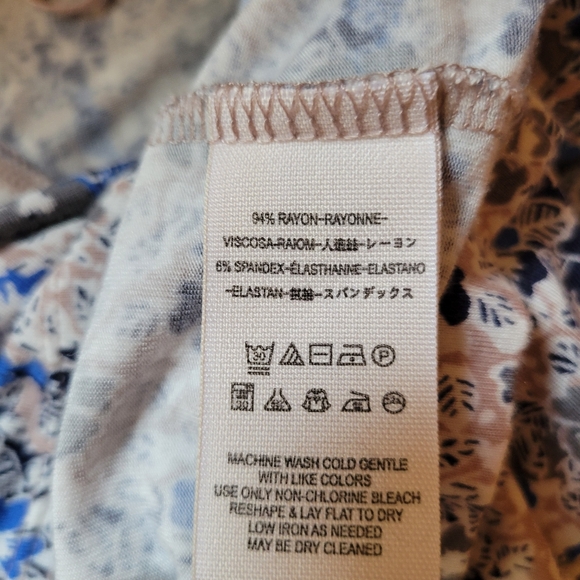 94% RAYON-RAYONNE-
VISCOSA-RAIOM-人造絲-レーヨン
6% SPANDEX-ÉLASTHANNE-ELASTANO
-ELASTAN-氨綸-スパンデックス
30 P
MACHINE WASH COLD GENTLE
WITH LIKE COLORS
USE ONLY NON-CHLORINE BLEACH
RESHAPE & LAY FLAT TO DRY
LOW IRON AS NEEDED
MAY BE DRY CLEANED